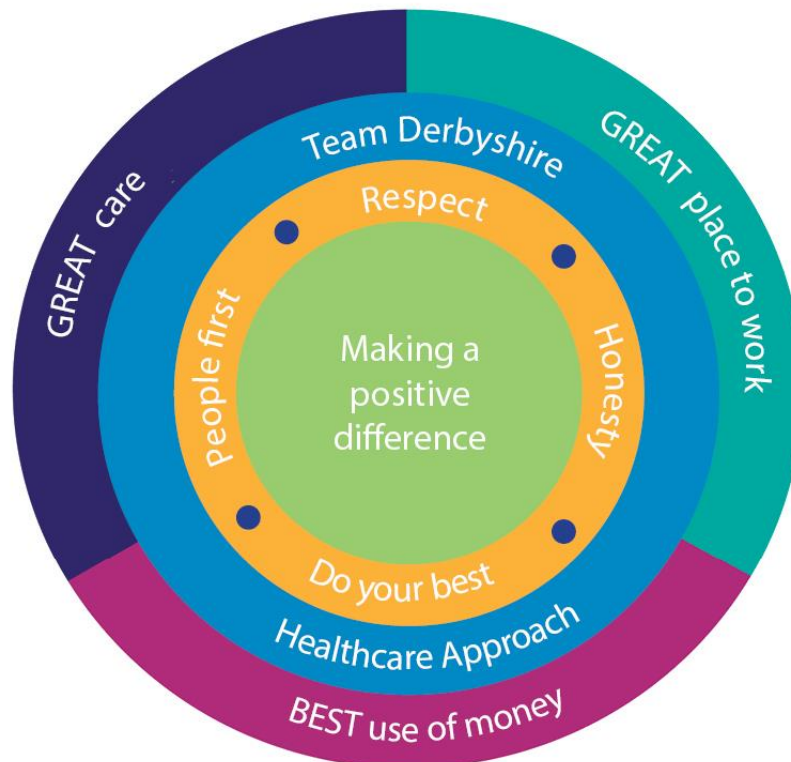 GREAT care
GREAT place to work
BEST use of money
Team Derbyshire
Healthcare Approach
Respect
Honesty
Do your best
People first
Making a
positive
difference